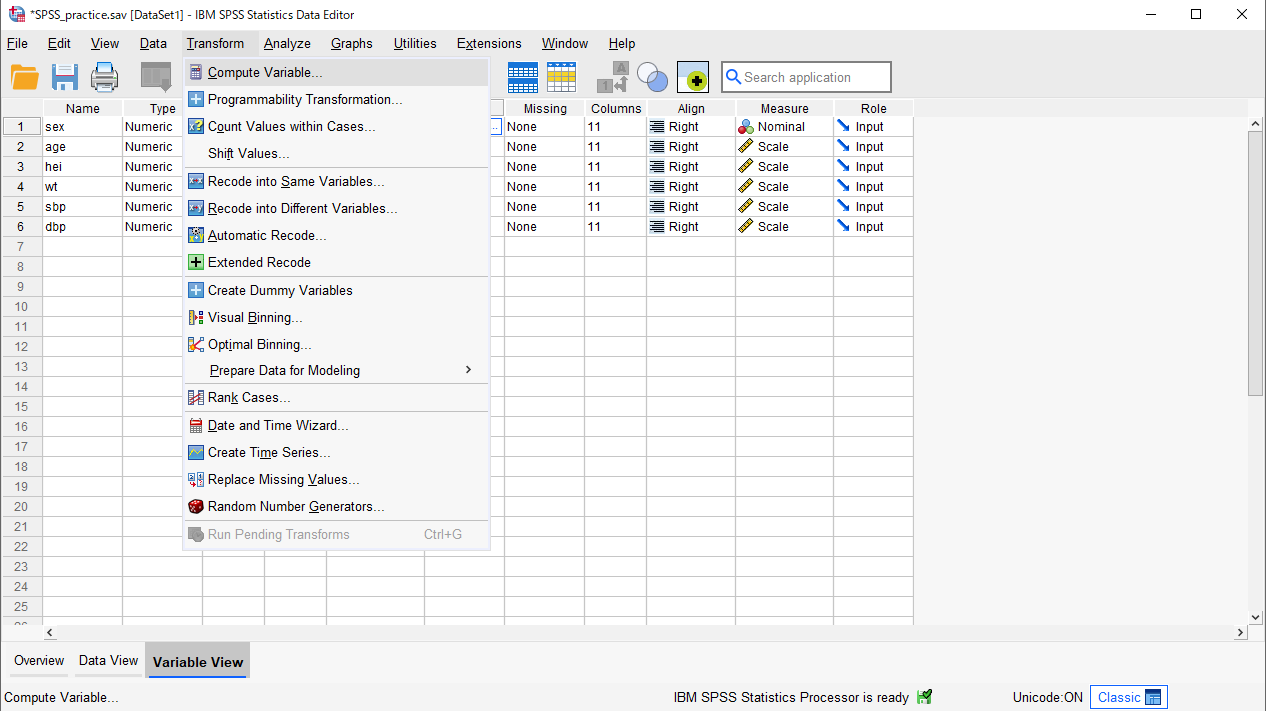 *SPSS_practice.sav [DataSet1] - IBM SPSS Statistics Data Editor
File Edit View Data Transform Analyze Graphs Utilities Extensions Window Help
Search application
Compute Variable...
Programmability Transformation...
Count Values within Cases...
Shift Values...
Recode into Same Variables...
Recode into Different Variables...
Automatic Recode...
Extended Recode
Create Dummy Variables
Visual Binning...
Optimal Binning...
Prepare Data for Modeling
Rank Cases...
Date and Time Wizard...
Create Time Series...
Replace Missing Values...
Random Number Generators...
Run Pending Transforms Ctrl+G
Name Type Missing Columns Align Measure Role
1 sex Numeric None 11 Right Nominal Input
2 age Numeric None 11 Right Scale Input
3 hei Numeric None 11 Right Scale Input
4 wt Numeric None 11 Right Scale Input
5 sbp Numeric None 11 Right Scale Input
6 dbp Numeric None 11 Right Scale Input
7
8
9
10
11
12
13
14
15
16
17
18
19
20
21
22
23
24
25
Overview Data View Variable View
Compute Variable... IBM SPSS Statistics Processor is ready Unicode:ON Classic